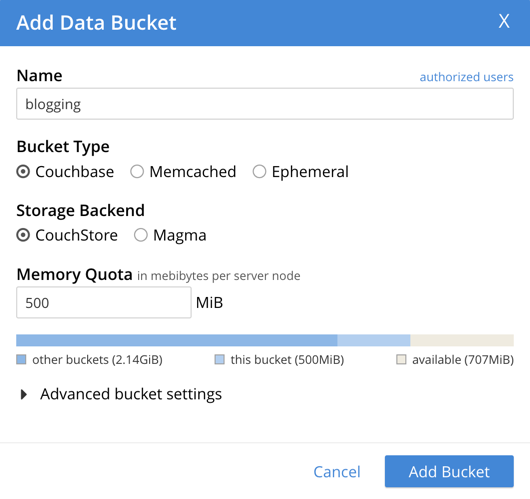 Add Data Bucket X
Name authorized users
blogging
Bucket Type
Couchbase Memcached Ephemeral
Storage Backend
CouchStore Magma
Memory Quota in mebibytes per server node
500 MiB
other buckets (2.14GiB) this bucket (500MiB) available (707MiB)
Advanced bucket settings
Cancel Add Bucket